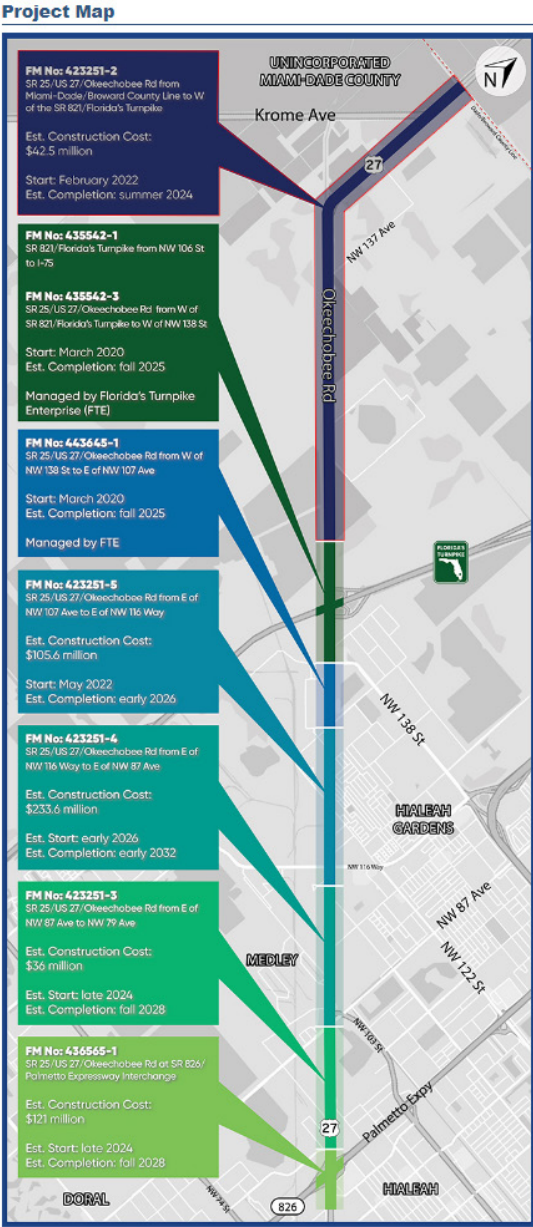 Project Map
FM No: 423251-2
SR 25/US 27/Okeechobee Rd from
Miami-Dade/Broward County Line to W
of the SR 821/Florida's Turnpike
Est. Construction Cost:
$42.5 million
Start: February 2022
Est. Completion: summer 2024
FM No: 435542-1
SR 821/Florida's Turnpike from NW 106 St
to I-75
FM No: 435542-3
SR 25/US 27/Okeechobee Rd from W of
SR 821/Florida's Turnpike to W of NW 138 St
Start: March 2020
Est. Completion: fall 2025
Managed by Florida's Turnpike
Enterprise (FTE)
FM No: 443645-1
SR 25/US 27/Okeechobee Rd from W of
NW 138 St to E of NW 107 Ave
Start: March 2020
Est. Completion: fall 2025
Managed by FTE
FM No: 423251-5
SR 25/US 27/Okeechobee Rd from E of
NW 107 Ave to E of NW 116 Way
Est. Construction Cost:
$105.6 million
Start: May 2022
Est. Completion: early 2026
FM No: 423251-4
SR 25/US 27/Okeechobee Rd from E of
NW 116 Way to E of NW 87 Ave
Est. Construction Cost:
$233.6 million
Est. Start: early 2026
Est. Completion: early 2032
FM No: 423251-3
SR 25/US 27/Okeechobee Rd from E of
NW 87 Ave to NW 79 Ave
Est. Construction Cost:
$36 million
Est. Start: late 2024
Est. Completion: fall 2028
FM No: 436565-1
SR 25/US 27/Okeechobee Rd at SR 826/
Palmetto Expressway Interchange
Est. Construction Cost:
$121 million
Est. Start: late 2024
Est. Completion: fall 2028
UNINCORPORATED
MIAMI-DADE COUNTY
N
Krome Ave
Dade/Broward County Line
27
NW 137 Ave
Okeechobee Rd
FLORIDA'S
TURNPIKE
NW 138 St
HIALEAH
GARDENS
NW 116 Way
NW 87 Ave
MEDLEY
NW 122 St
NW 103 St
Palmetto Expy
27
DORAL
NW 74 St
826
HIALEAH